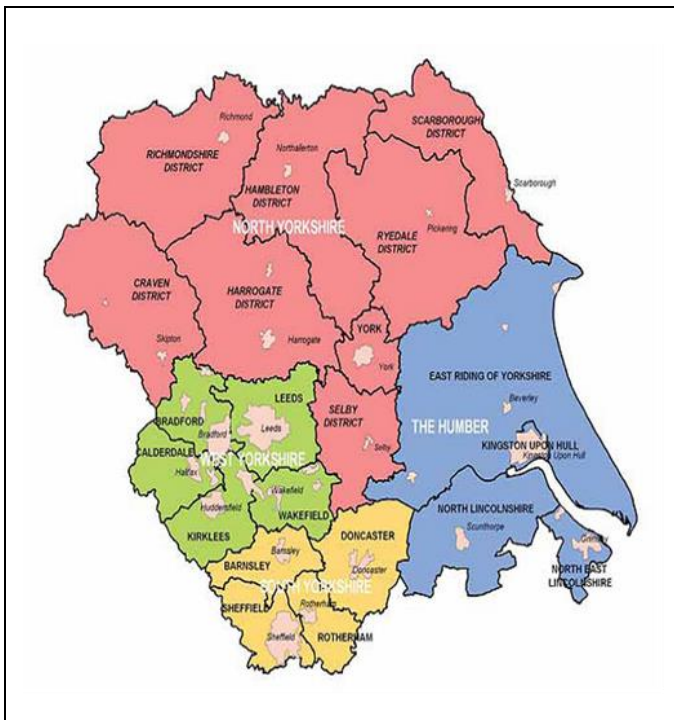 SCARBOROUGH
DISTRICT
Richmond
Northallerton
RICHMONDSHIRE
DISTRICT
HAMBLETON
DISTRICT
Scarborough
NORTH YORKSHIRE
Pickering
RYEDALE
DISTRICT
CRAVEN
DISTRICT
HARROGATE
DISTRICT
YORK
Skipton
Harrogate
York
EAST RIDING OF YORKSHIRE
LEEDS
Beverley
SELBY
DISTRICT
BRADFORD
Leeds
THE HUMBER
Bradford
KINGSTON UPON HULL
Kingston Upon Hull
Selby
CALDERDALE
WEST YORKSHIRE
Halifax
Wakefield
NORTH LINCOLNSHIRE
Huddersfield
WAKEFIELD
Scunthorpe
KIRKLEES
DONCASTER
Grimsby
Barnsley
BARNSLEY
Doncaster
NORTH EAST
LINCOLNSHIRE
SOUTH YORKSHIRE
SHEFFIELD
Rotherham
Sheffield
ROTHERHAM